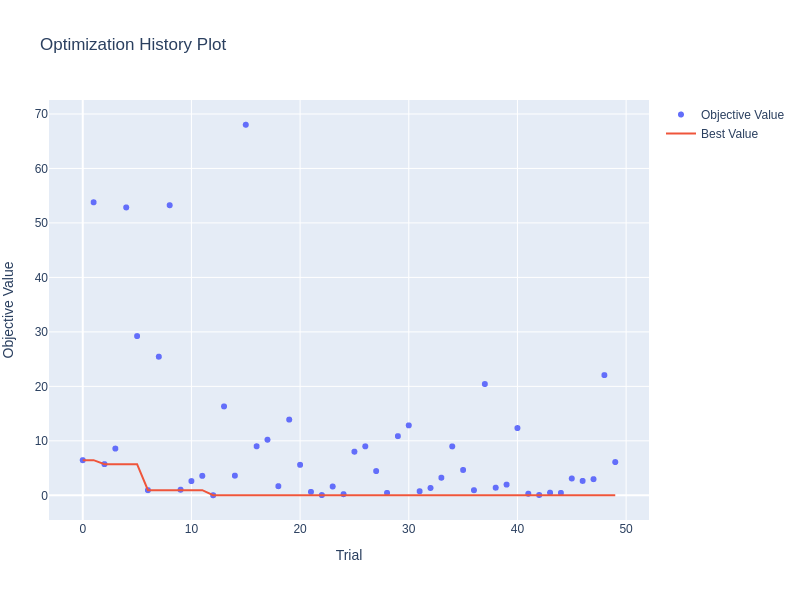 Optimization History Plot
Objective Value
Best Value
70
60
50
40
30
20
10
0
Objective Value
0 10 20 30 40 50
Trial